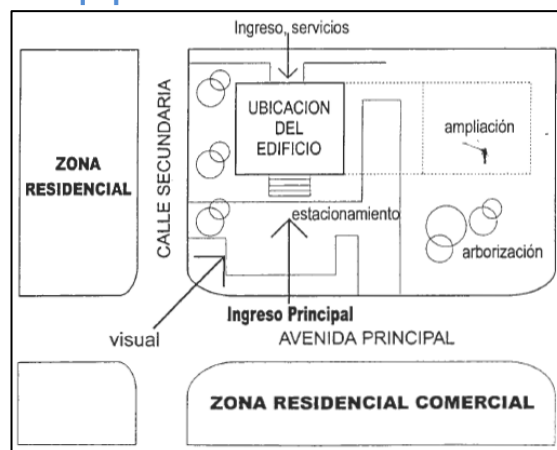 Ingreso, servicios
UBICACION
DEL
EDIFICIO
ampliación
ZONA
RESIDENCIAL
CALLE SECUNDARIA
estacionamiento
arborización
Ingreso Principal
visual
AVENIDA PRINCIPAL
ZONA RESIDENCIAL COMERCIAL